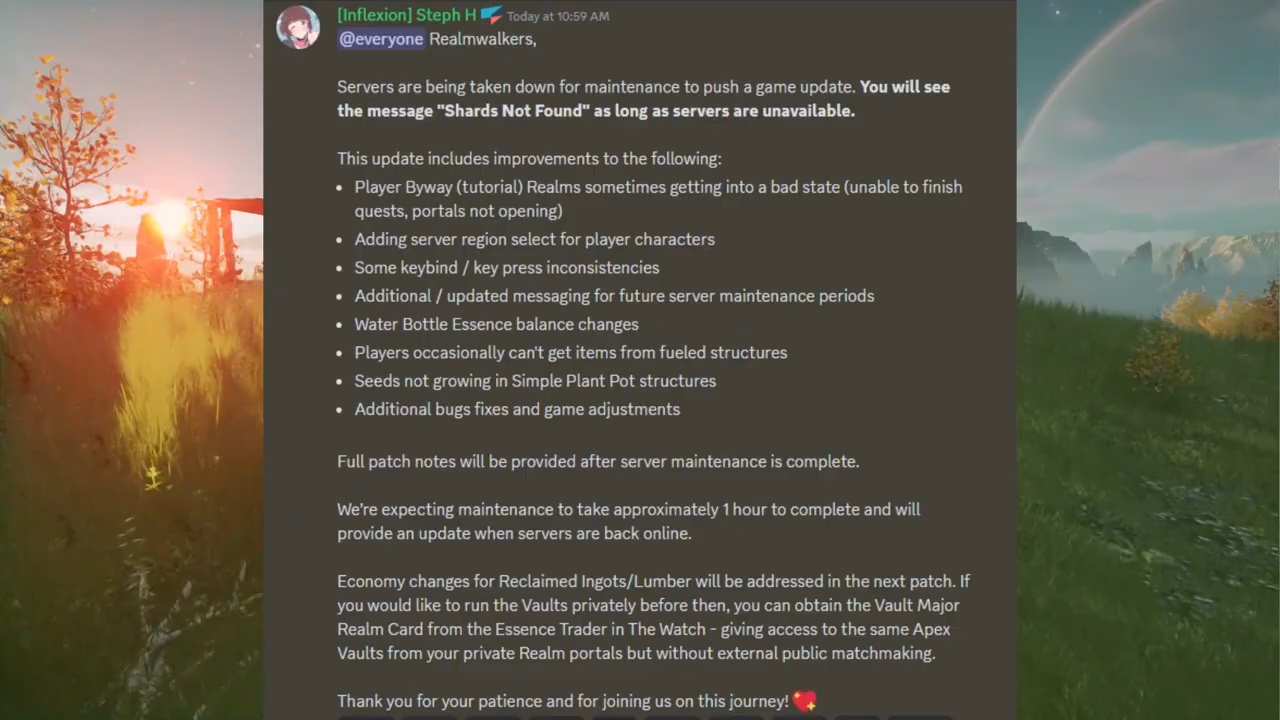 [Inflexion] Steph H Today at 10:59 AM
@everyone Realmwalkers,
Servers are being taken down for maintenance to push a game update. You will see
the message "Shards Not Found" as long as servers are unavailable.
This update includes improvements to the following:
• Player Byway (tutorial) Realms sometimes getting into a bad state (unable to finish
quests, portals not opening)
• Adding server region select for player characters
• Some keybind / key press inconsistencies
• Additional / updated messaging for future server maintenance periods
• Water Bottle Essence balance changes
• Players occasionally can't get items from fueled structures
• Seeds not growing in Simple Plant Pot structures
• Additional bugs fixes and game adjustments
Full patch notes will be provided after server maintenance is complete.
We're expecting maintenance to take approximately 1 hour to complete and will
provide an update when servers are back online.
Economy changes for Reclaimed Ingots/Lumber will be addressed in the next patch. If
you would like to run the Vaults privately before then, you can obtain the Vault Major
Realm Card from the Essence Trader in The Watch - giving access to the same Apex
Vaults from your private Realm portals but without external public matchmaking.
Thank you for your patience and for joining us on this journey! 💖